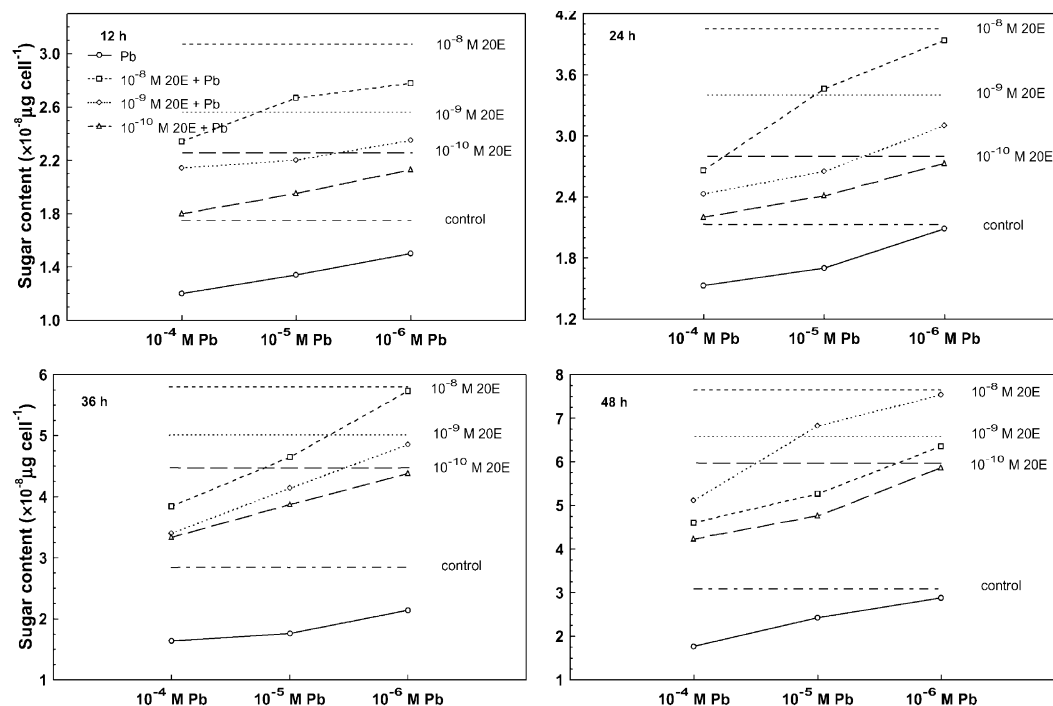 12 h
Sugar content (×10⁻⁸μg cell⁻¹)
3.0
2.6
2.2
1.8
1.4
1.0
Pb
10⁻⁸ M 20E + Pb
10⁻⁹ M 20E + Pb
10⁻¹⁰ M 20E + Pb
10⁻⁸ M 20E
10⁻⁹ M 20E
10⁻¹⁰ M 20E
control
10⁻⁴ M Pb 10⁻⁵ M Pb 10⁻⁶ M Pb
24 h
4.2
3.6
3.0
2.4
1.8
1.2
10⁻⁸ M 20E
10⁻⁹ M 20E
10⁻¹⁰ M 20E
control
10⁻⁴ M Pb 10⁻⁵ M Pb 10⁻⁶ M Pb
36 h
Sugar content (×10⁻⁸μg cell⁻¹)
6
5
4
3
2
1
10⁻⁸ M 20E
10⁻⁹ M 20E
10⁻¹⁰ M 20E
control
10⁻⁴ M Pb 10⁻⁵ M Pb 10⁻⁶ M Pb
48 h
8
7
6
5
4
3
2
1
10⁻⁸ M 20E
10⁻⁹ M 20E
10⁻¹⁰ M 20E
control
10⁻⁴ M Pb 10⁻⁵ M Pb 10⁻⁶ M Pb